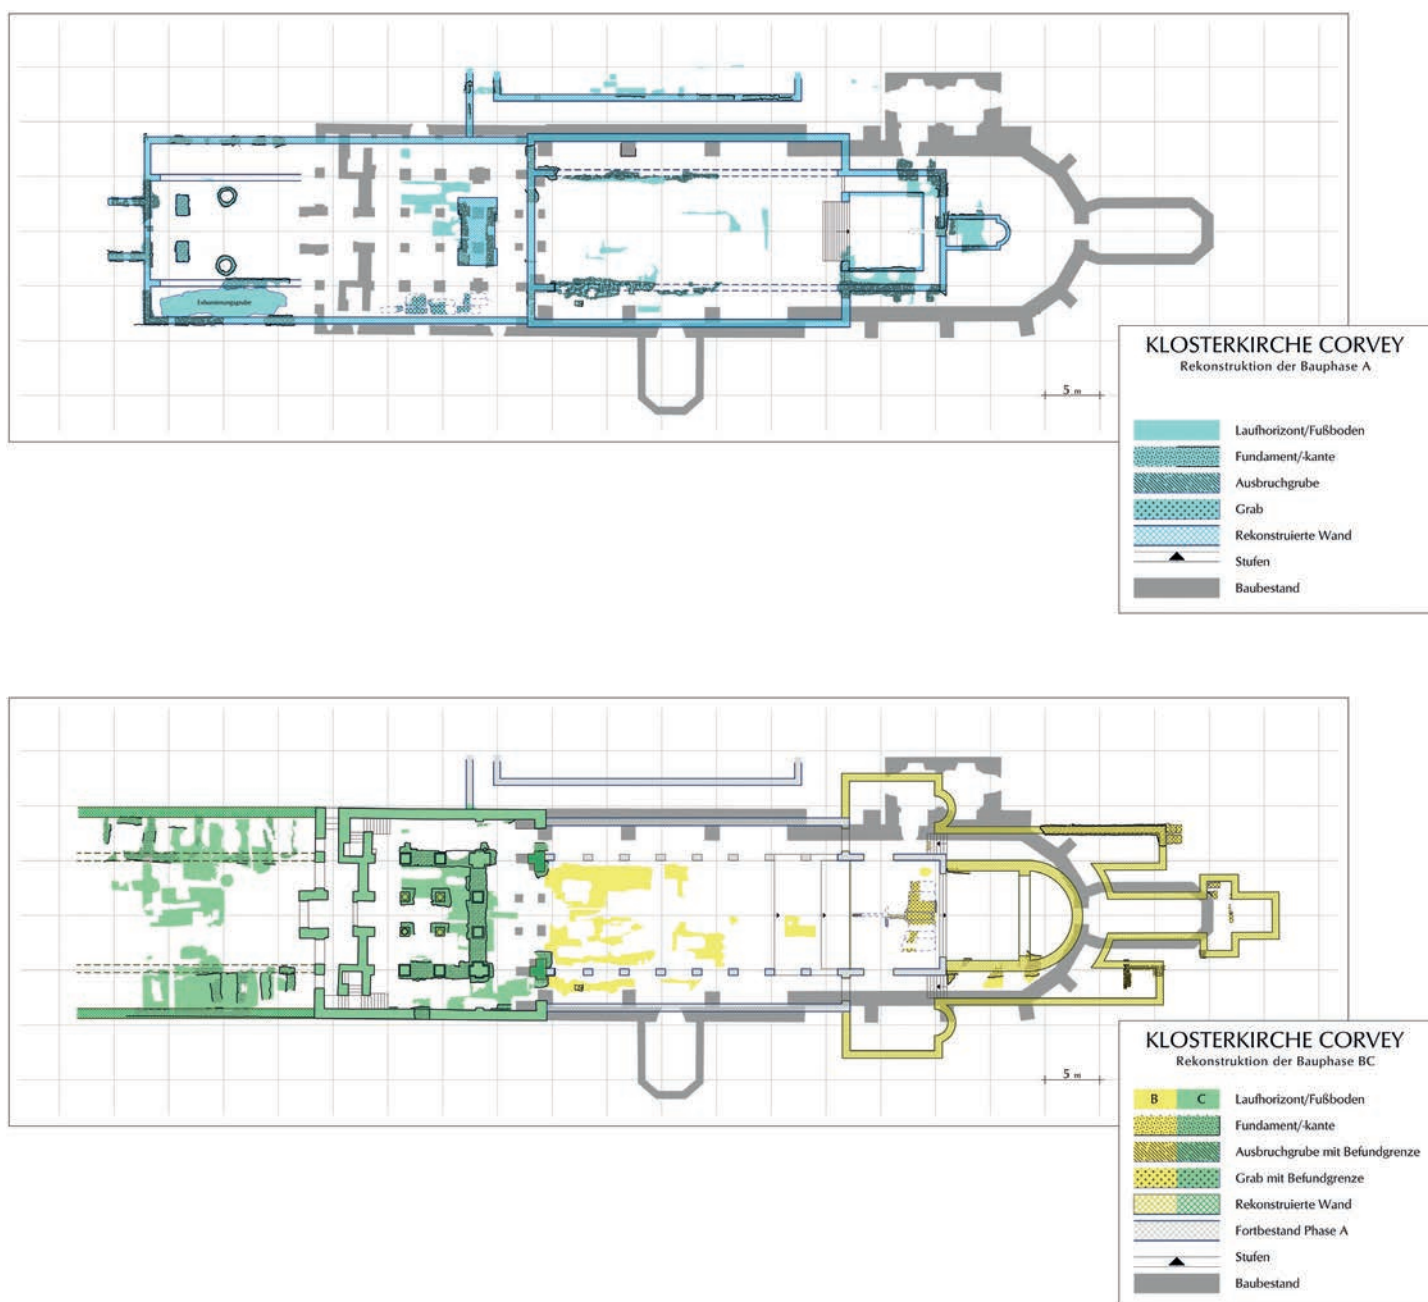 Exhumierungsgrube
5 m
KLOSTERKIRCHE CORVEY
Rekonstruktion der Bauphase A
Laufhorizont/Fußboden
Fundament/-kante
Ausbruchgrube
Grab
Rekonstruierte Wand
Stufen
Baubestand
5 m
KLOSTERKIRCHE CORVEY
Rekonstruktion der Bauphase BC
B C Laufhorizont/Fußboden
Fundament/-kante
Ausbruchgrube mit Befundgrenze
Grab mit Befundgrenze
Rekonstruierte Wand
Fortbestand Phase A
Stufen
Baubestand